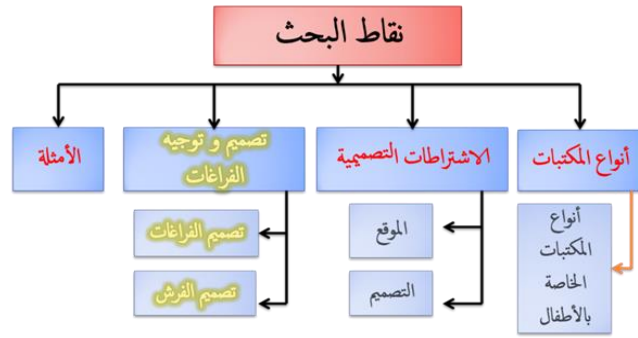 نقاط البحث
أنواع المكتبات
الاشتراطات التصميمية
تصميم و توجيه
الفراغات
الأمثلة
أنواع
المكتبات
الخاصة
بالأطفال
الموقع
التصميم
تصميم الفراغات
تصميم الفرش